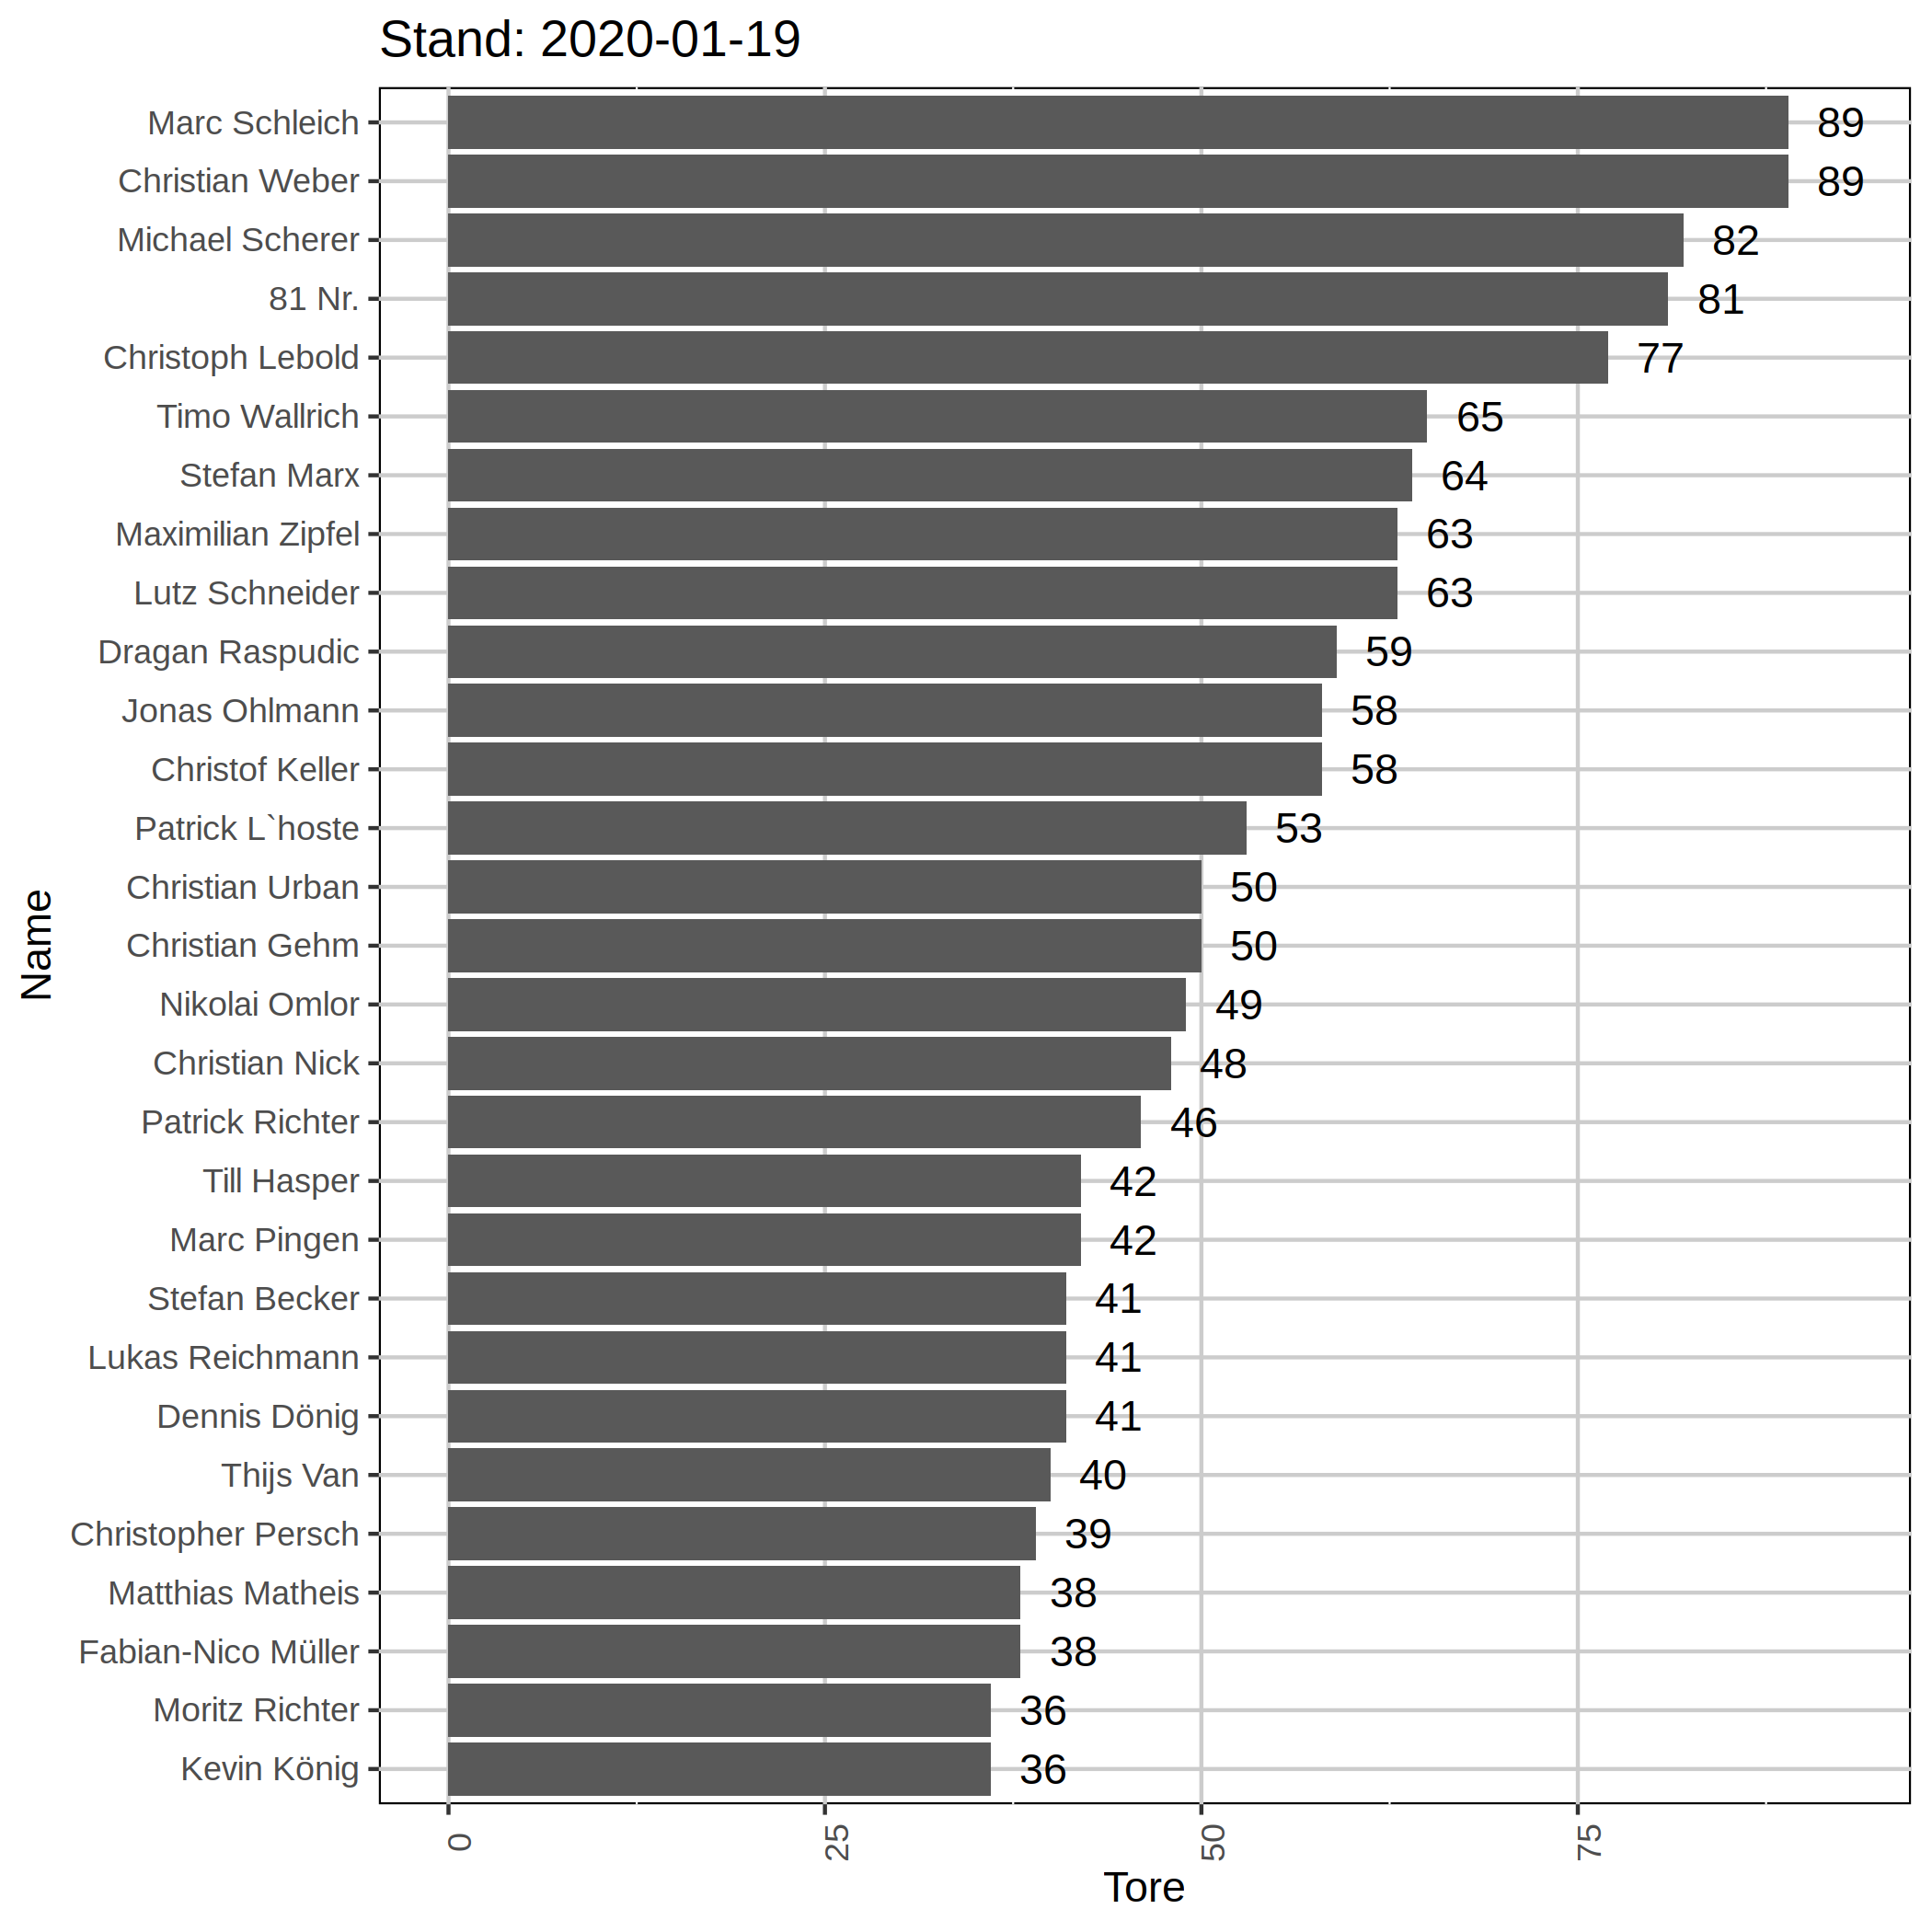 Stand: 2020-01-19
Marc Schleich 89
Christian Weber 89
Michael Scherer 82
81 Nr. 81
Christoph Lebold 77
Timo Wallrich 65
Stefan Marx 64
Maximilian Zipfel 63
Lutz Schneider 63
Dragan Raspudic 59
Jonas Ohlmann 58
Christof Keller 58
Patrick L`hoste 53
Christian Urban 50
Christian Gehm 50
Nikolai Omlor 49
Christian Nick 48
Patrick Richter 46
Till Hasper 42
Marc Pingen 42
Stefan Becker 41
Lukas Reichmann 41
Dennis Dönig 41
Thijs Van 40
Christopher Persch 39
Matthias Matheis 38
Fabian-Nico Müller 38
Moritz Richter 36
Kevin König 36
Name
0 25 50 75
Tore